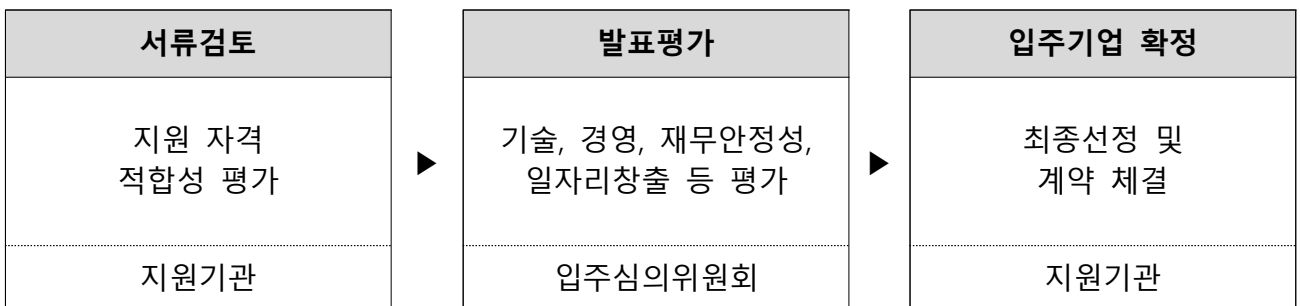 서류검토
지원 자격
적합성 평가
지원기관
▶
발표평가
기술, 경영, 재무안정성,
일자리창출 등 평가
입주심의위원회
▶
입주기업 확정
최종선정 및
계약 체결
지원기관